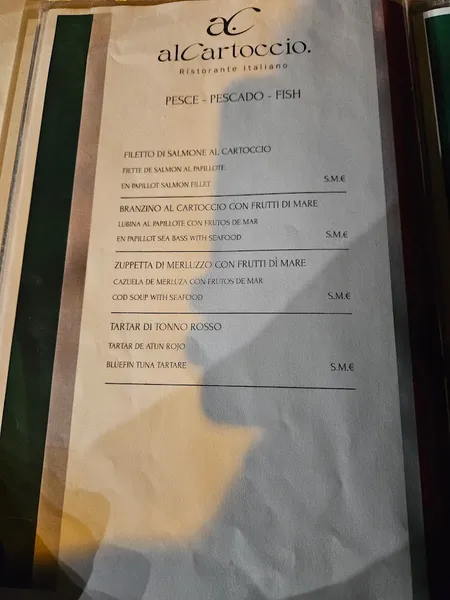 aC
alCartoccio.
Ristorante Italiano
PESCE - PESCADO - FISH
FILETTO DI SALMONE AL CARTOCCIO
FIETTE DE SALMON AL PAPILLOTE
EN PAPILLOT SALMON FILLET S.M.€
BRANZINO AL CARTOCCIO CON FRUTTI DI MARE
LUBINA AL PAPILLOTE CON FRUTOS DE MAR
EN PAPILLOT SEA BASS WITH SEAFOOD S.M.€
ZUPPETTA DI MERLUZZO CON FRUTTI DÌ MARE
CAZUELA DE MERLUZA CON FRUTOS DE MAR
COD SOUP WITH SEAFOOD S.M.€
TARTAR DI TONNO ROSSO
TARTAR DE ATUN ROJO
BLUEFIN TUNA TARTARE S.M.€